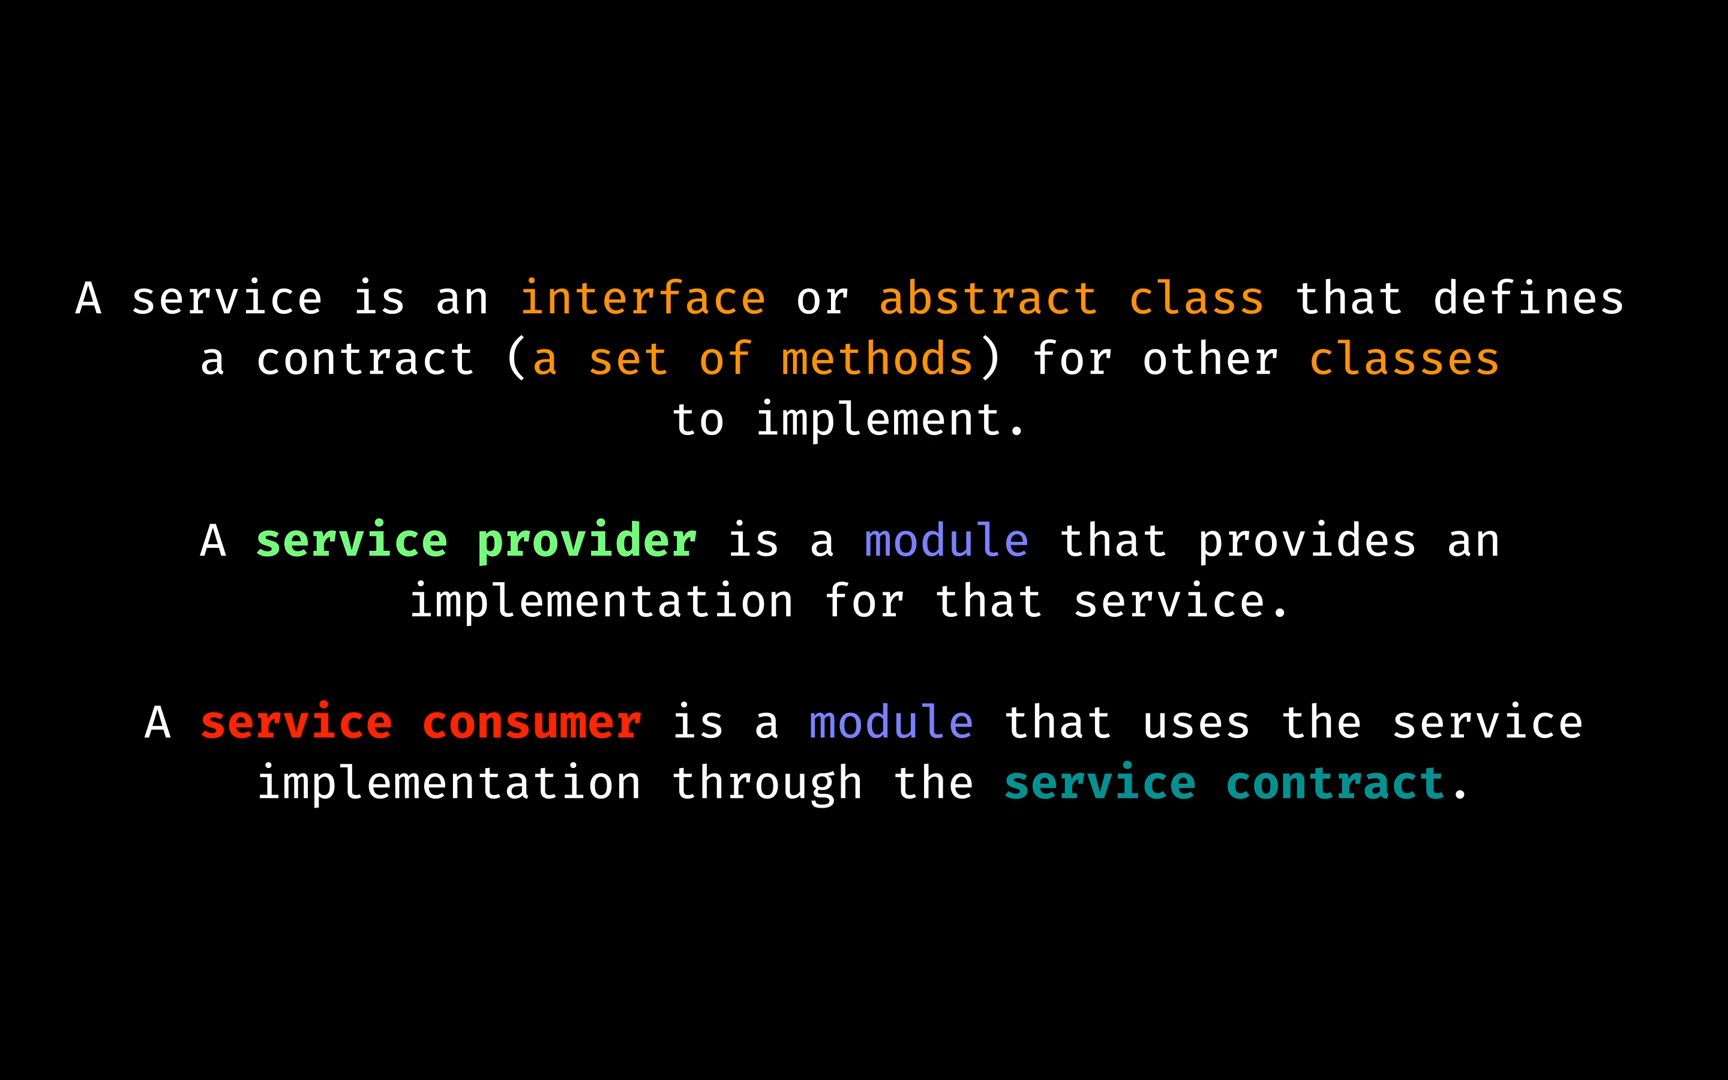 A service is an interface or abstract class that defines
a contract (a set of methods) for other classes
to implement.
A service provider is a module that provides an
implementation for that service.
A service consumer is a module that uses the service
implementation through the service contract.